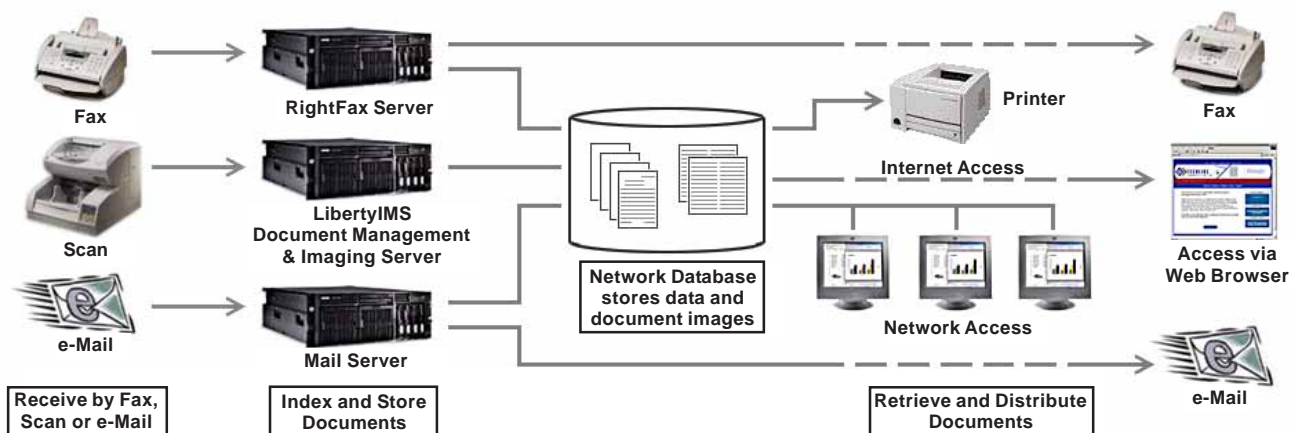 Fax
RightFax Server
Printer
Fax
Scan
LibertyIMS
Document Management
& Imaging Server
Internet Access
Access via
Web Browser
Network Database
stores data and
document images
Network Access
e-Mail
Mail Server
e-Mail
Receive by Fax,
Scan or e-Mail
Index and Store
Documents
Retrieve and Distribute
Documents